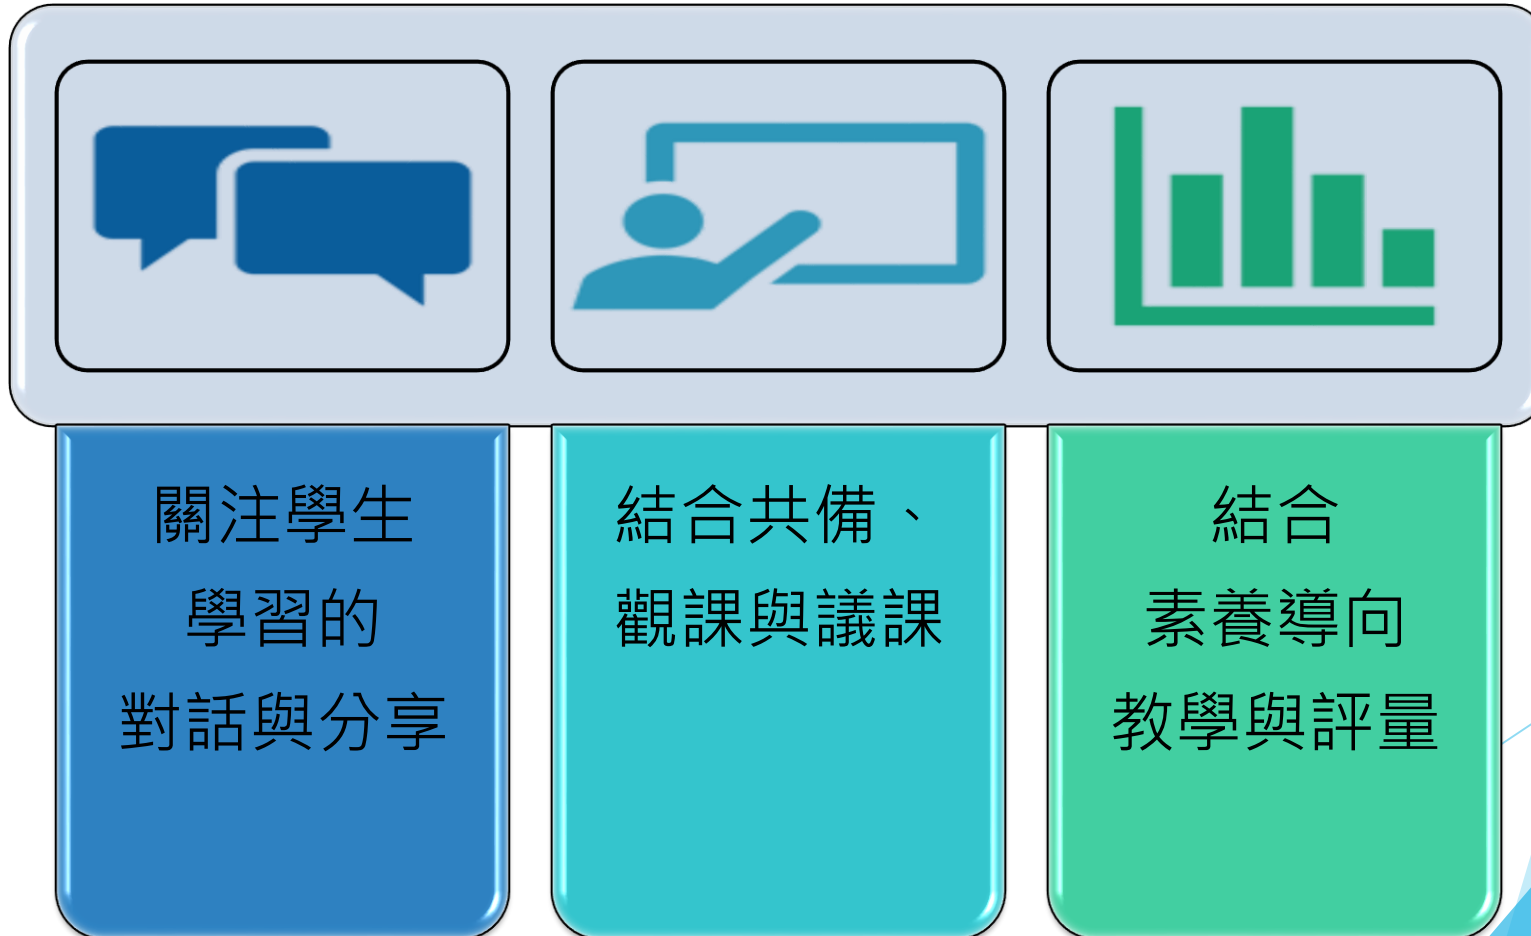 關注學生
學習的
對話與分享
結合共備、
觀課與議課
結合
素養導向
教學與評量